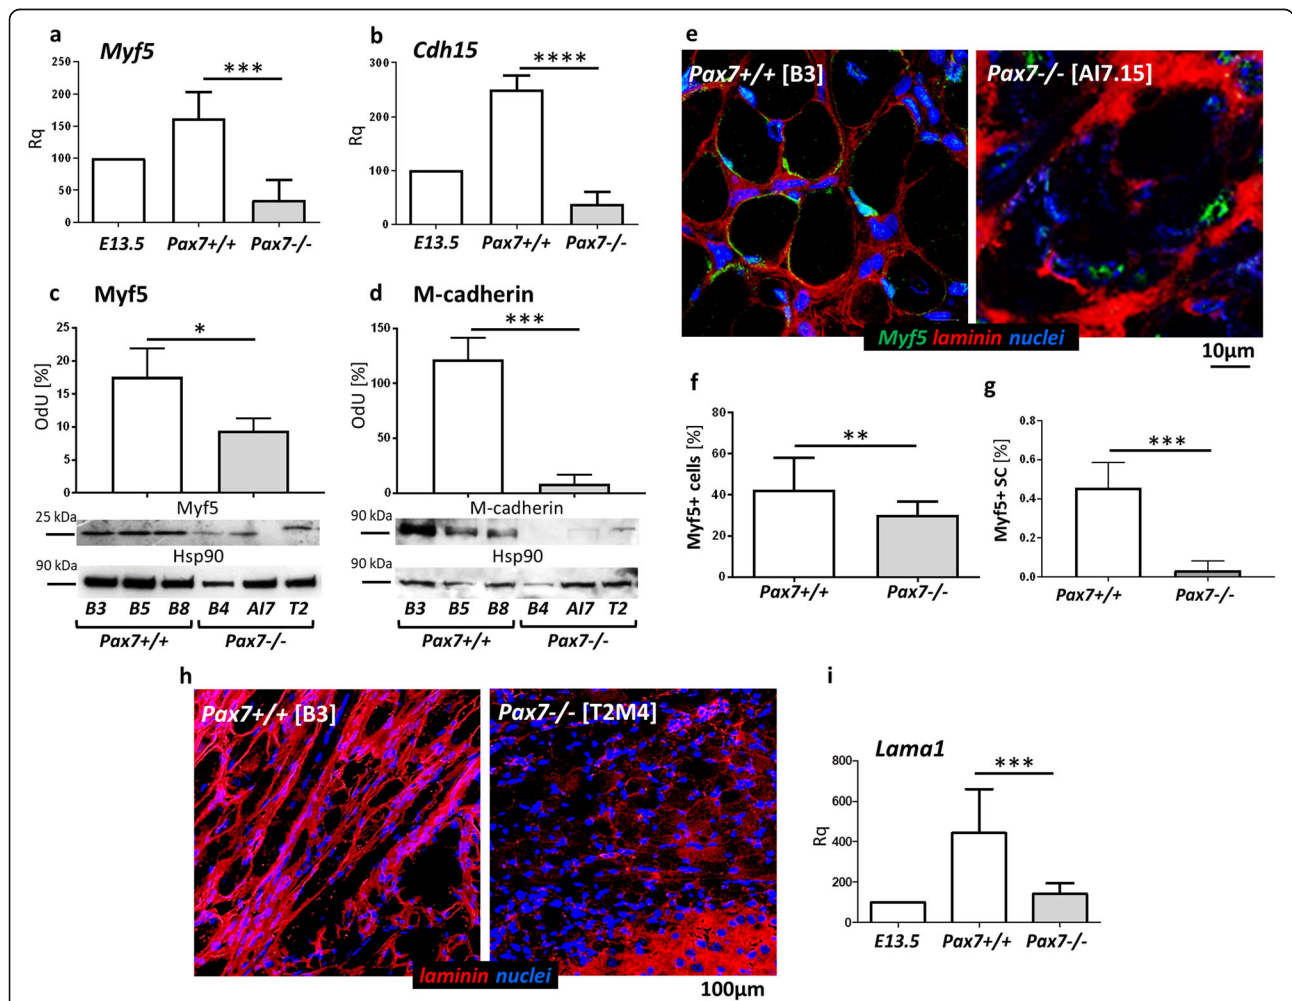 a
Myf5
250
200
150
100
50
0
Rq
***
E13.5 Pax7+/+ Pax7-/-
b
Cdh15
300
200
100
0
Rq
****
E13.5 Pax7+/+ Pax7-/-
c Myf5
25
20
15
10
5
0
OdU [%]
*
Myf5
25 kDa
Hsp90
90 kDa
B3 B5 B8 B4 AI7 T2
Pax7+/+ Pax7-/-
d M-cadherin
150
100
50
0
OdU [%]
***
M-cadherin
90 kDa
Hsp90
90 kDa
B3 B5 B8 B4 AI7 T2
Pax7+/+ Pax7-/-
e
Pax7+/+ [B3]
Pax7-/- [AI7.15]
Myf5 laminin nuclei
10µm
f
80
60
40
20
0
Myf5+ cells [%]
**
Pax7+/+ Pax7-/-
g
0.8
0.6
0.4
0.2
0.0
Myf5+ SC [%]
***
Pax7+/+ Pax7-/-
h
Pax7+/+ [B3]
Pax7-/- [T2M4]
laminin nuclei
100µm
i
Lama1
800
600
400
200
0
Rq
***
E13.5 Pax7+/+ Pax7-/-